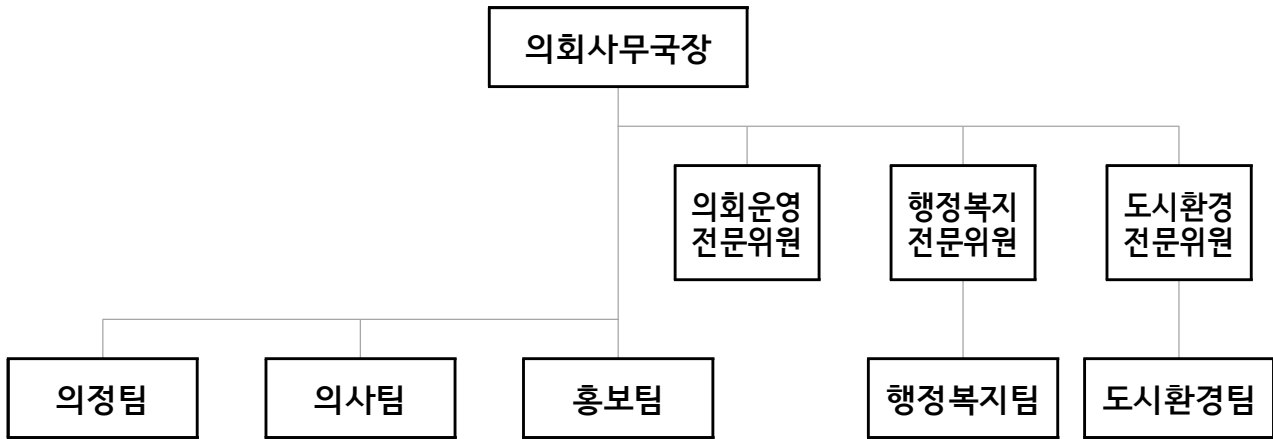 의회사무국장
의회운영
전문위원
행정복지
전문위원
도시환경
전문위원
의정팀
의사팀
홍보팀
행정복지팀
도시환경팀